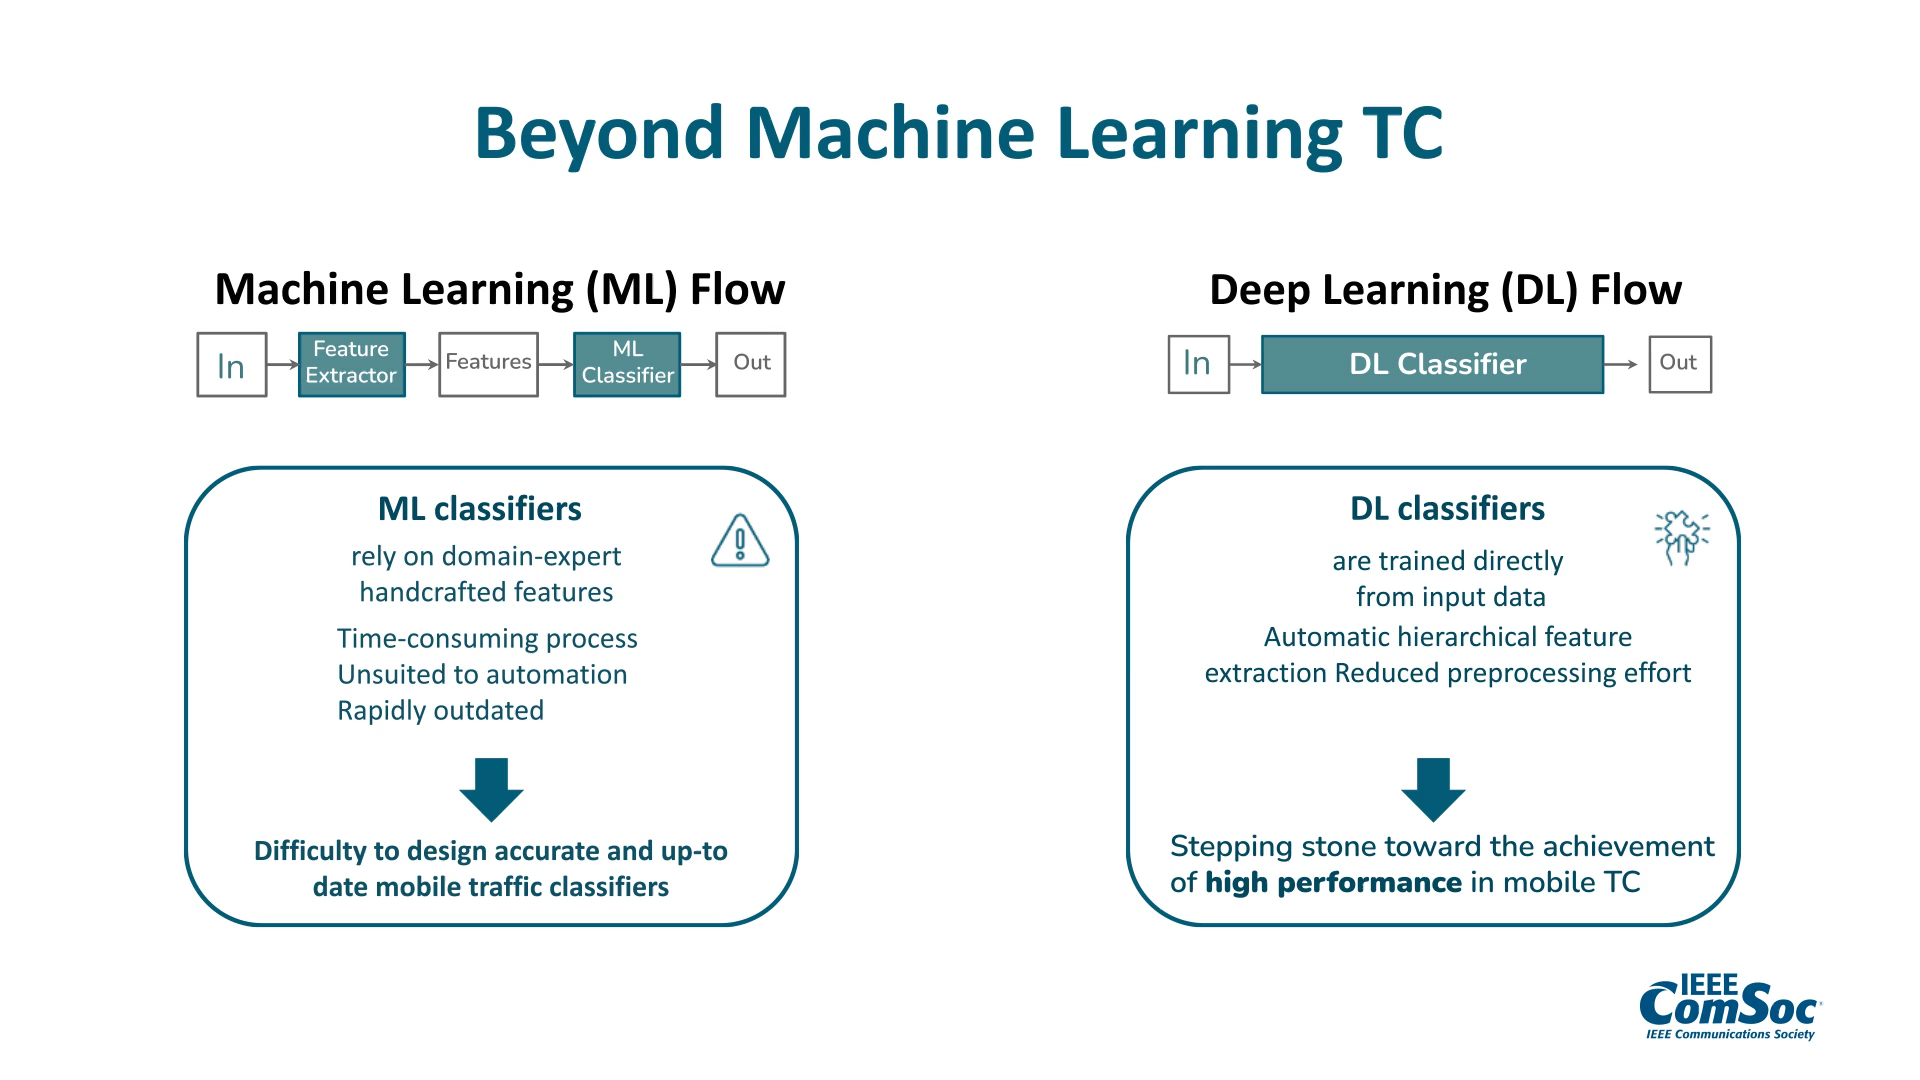 Beyond Machine Learning TC
Machine Learning (ML) Flow
In
Feature
Extractor
Features
ML
Classifier
Out
ML classifiers
rely on domain-expert
handcrafted features
Time-consuming process
Unsuited to automation
Rapidly outdated
Difficulty to design accurate and up-to
date mobile traffic classifiers
Deep Learning (DL) Flow
In
DL Classifier
Out
DL classifiers
are trained directly
from input data
Automatic hierarchical feature
extraction Reduced preprocessing effort
Stepping stone toward the achievement
of high performance in mobile TC
IEEE
ComSoc
IEEE Communications Society